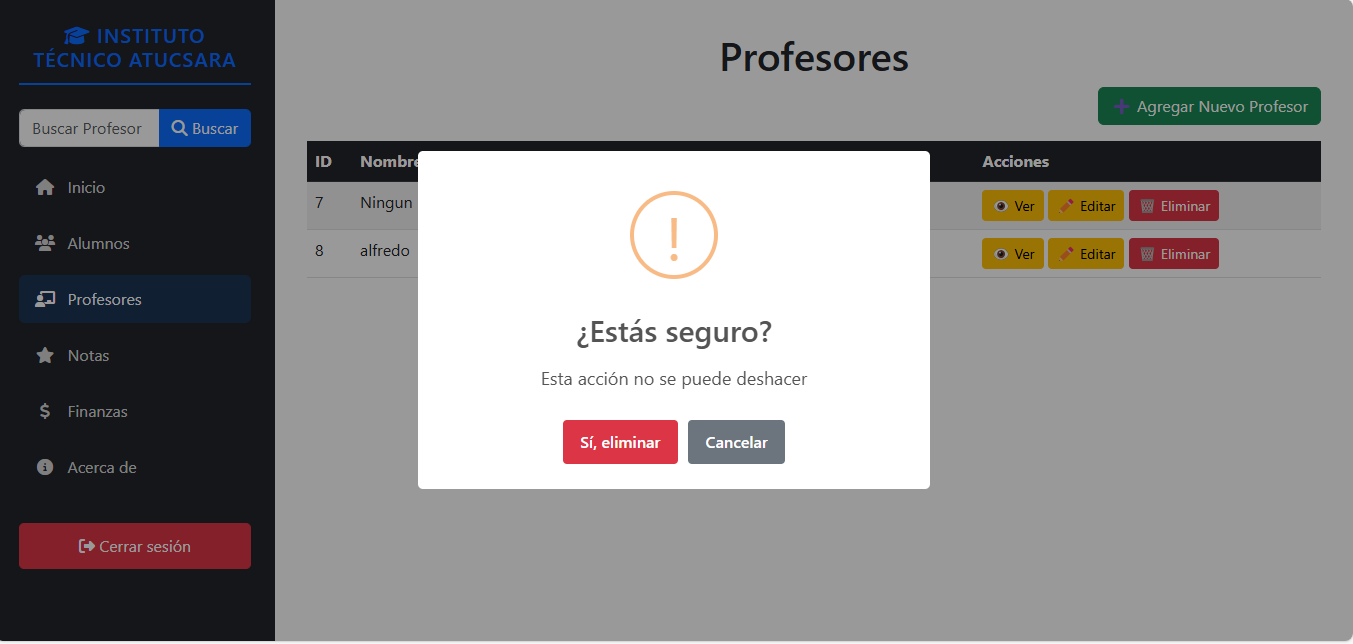 INSTITUTO
TÉCNICO ATUCSARA
Buscar Profesor
Buscar
Inicio
Alumnos
Profesores
Notas
Finanzas
Acerca de
Cerrar sesión
Profesores
Agregar Nuevo Profesor
ID Nombre Acciones
7 Ningun Ver Editar Eliminar
8 alfredo Ver Editar Eliminar
¿Estás seguro?
Esta acción no se puede deshacer
Sí, eliminar
Cancelar